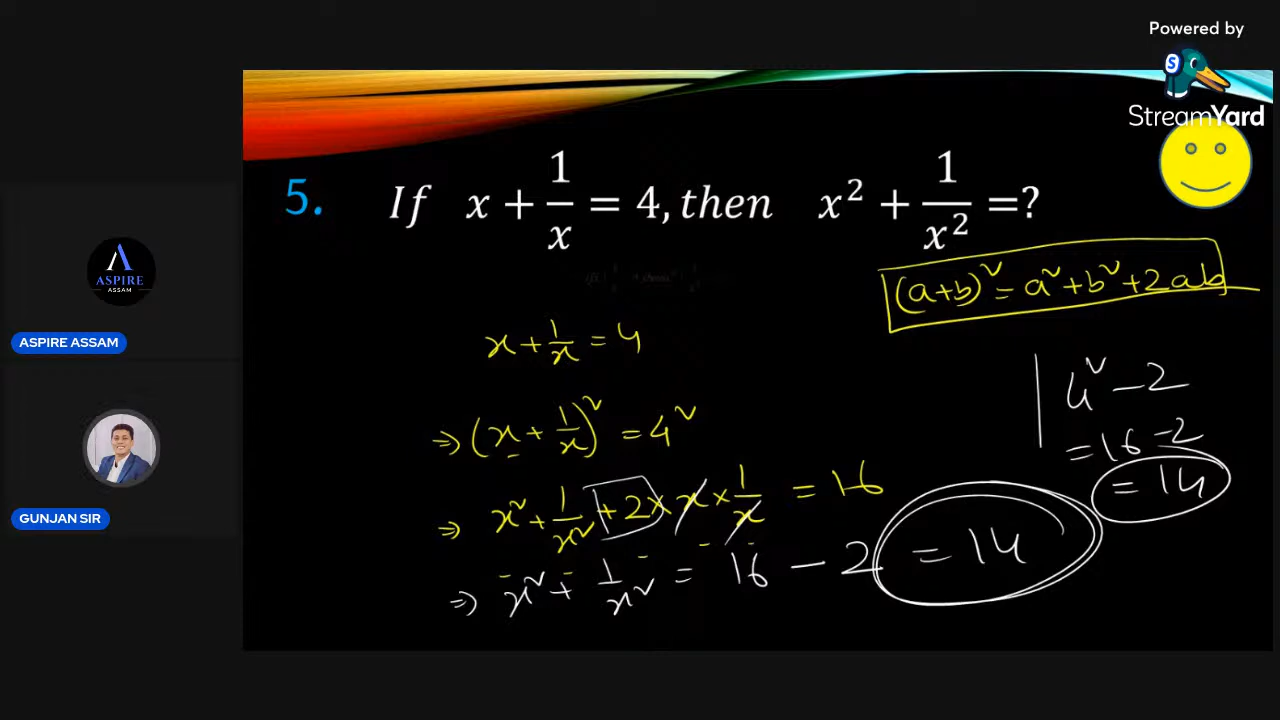 Powered by
StreamYard
5. If x + 1/x = 4, then x² + 1/x² =?
(a+b)² = a² + b² + 2ab
x + 1/x = 4
⇒ (x + 1/x)² = 4²
⇒ x² + 1/x² + 2 × x × 1/x = 16
⇒ x² + 1/x² = 16 − 2 = 14
4² − 2
= 16 − 2
= 14
A
ASPIRE
ASSAM
ASPIRE ASSAM
GUNJAN SIR